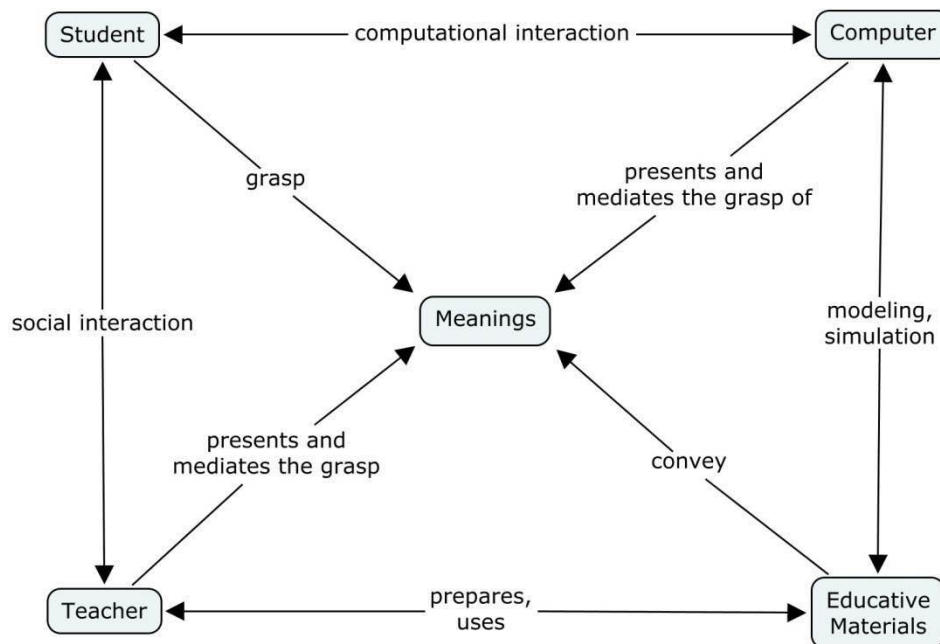 Student
computational interaction
Computer
grasp
presents and
mediates the grasp of
Meanings
social interaction
modeling,
simulation
presents and
mediates the grasp
convey
Teacher
prepares,
uses
Educative
Materials